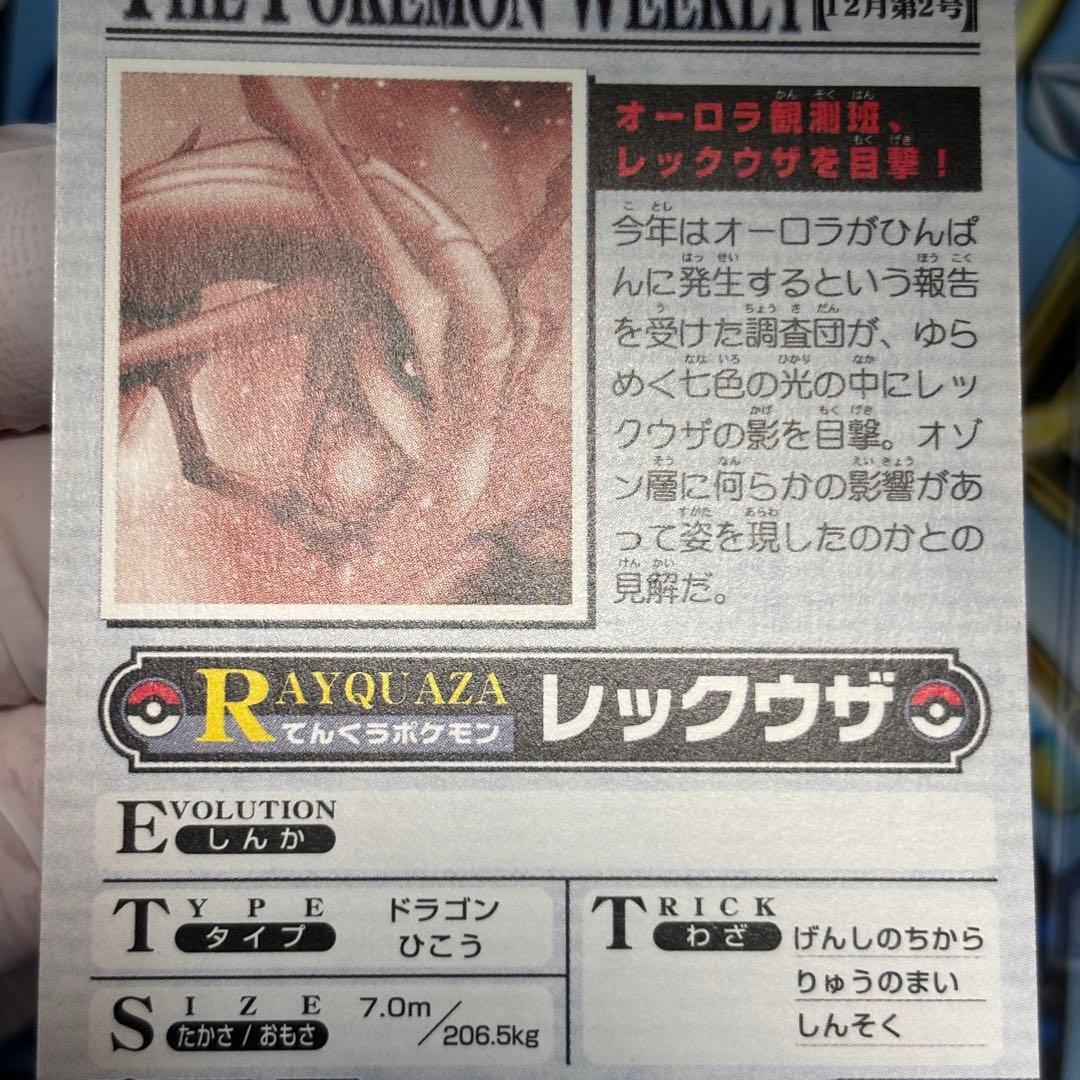 THE POKÉMON WEEKLY 12月第2号
オーロラ観測班、
レックウザを目撃！
今年はオーロラがひんぱ
んに発生するという報告
を受けた調査団が、ゆら
めく七色の光の中にレッ
クウザの影を目撃。オゾ
ン層に何らかの影響があ
って姿を現したのかとの
見解だ。
RAYQUAZA
てんくうポケモン
レックウザ
EVOLUTION
しんか
TYPE
タイプ
ドラゴン
ひこう
SIZE
たかさ/おもさ
7.0m/206.5kg
TRICK
わざ
げんしのちから
りゅうのまい
しんそく